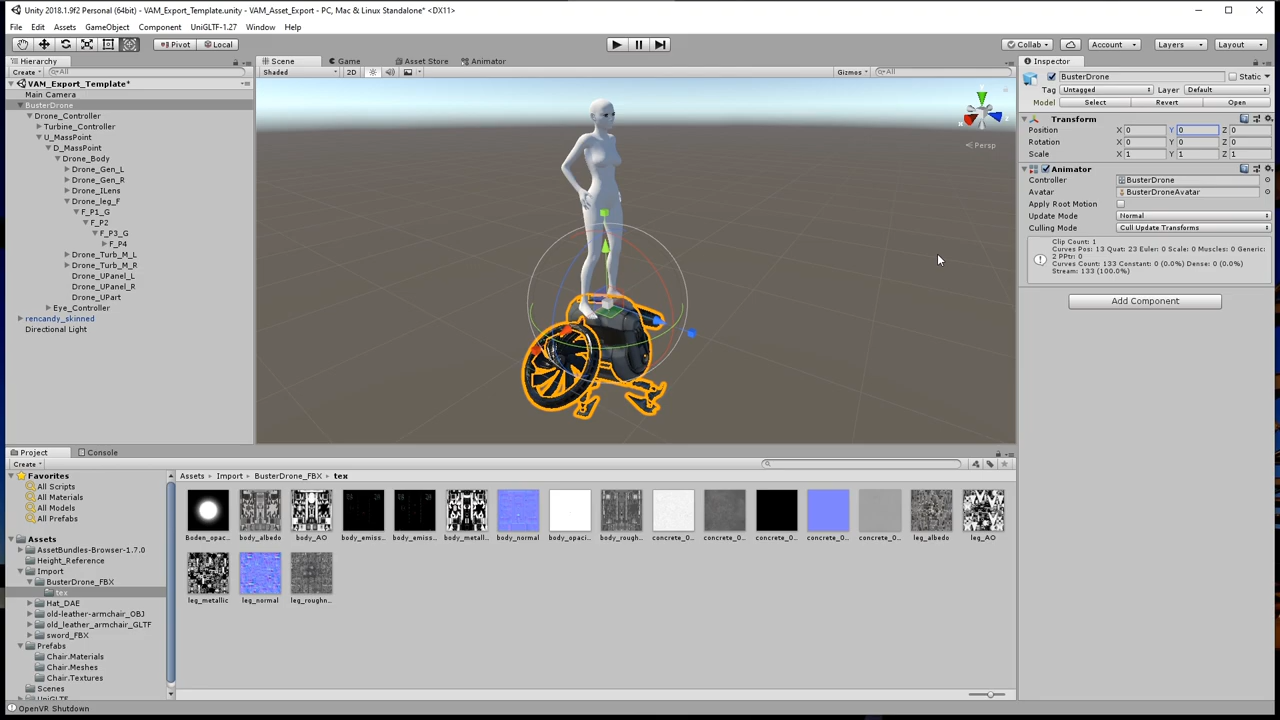 Unity 2018.1.9f2 Personal (64bit) - VAM_Export_Template.unity - VAM_Asset_Export - PC, Mac & Linux Standalone* <DX11>
File Edit Assets GameObject Component UniGLTF-1.27 Window Help
Pivot Local Collab Account Layers Layout
Hierarchy
Create All
VAM_Export_Template*
Main Camera
BusterDrone
Drone_Controller
Turbine_Controller
U_MassPoint
D_MassPoint
Drone_Body
Drone_Gen_L
Drone_Gen_R
Drone_ILens
Drone_leg_F
F_P1_G
F_P2
F_P3_G
F_P4
Drone_Turb_M_L
Drone_Turb_M_R
Drone_UPanel_L
Drone_UPanel_R
Drone_UPart
Eye_Controller
rencandy_skinned
Directional Light
Scene Game Asset Store Animator
Shaded 2D Gizmos All
Persp
Inspector
BusterDrone Static
Tag Untagged Layer Default
Model Select Revert Open
Transform
Position X 0 Y 0 Z 0
Rotation X 0 Y 0 Z 0
Scale X 1 Y 1 Z 1
Animator
Controller BusterDrone
Avatar BusterDroneAvatar
Apply Root Motion
Update Mode Normal
Culling Mode Cull Update Transforms
Clip Count: 1
Curves Pos: 13 Quat: 23 Euler: 0 Scale: 0 Muscles: 0 Generic:
2 PPtr: 0
Curves Count: 133 Constant: 0 (0.0%) Dense: 0 (0.0%)
Stream: 133 (100.0%)
Add Component
Project Console
Create
Favorites
All Scripts
All Materials
All Models
All Prefabs
Assets
AssetBundles-Browser-1.7.0
Height_Reference
Import
BusterDrone_FBX
tex
Hat_DAE
old-leather-armchair_OBJ
old_leather_armchair_GLTF
sword_FBX
Prefabs
Chair.Materials
Chair.Meshes
Chair.Textures
Scenes
UniGLTF
Assets Import BusterDrone_FBX tex
Boden_opac... body_albedo body_AO body_emiss... body_emiss... body_metall... body_normal body_opaci... body_rough... concrete_0... concrete_0... concrete_0... concrete_0... concrete_0... leg_albedo leg_AO
leg_metallic leg_normal leg_roughn...
OpenVR Shutdown